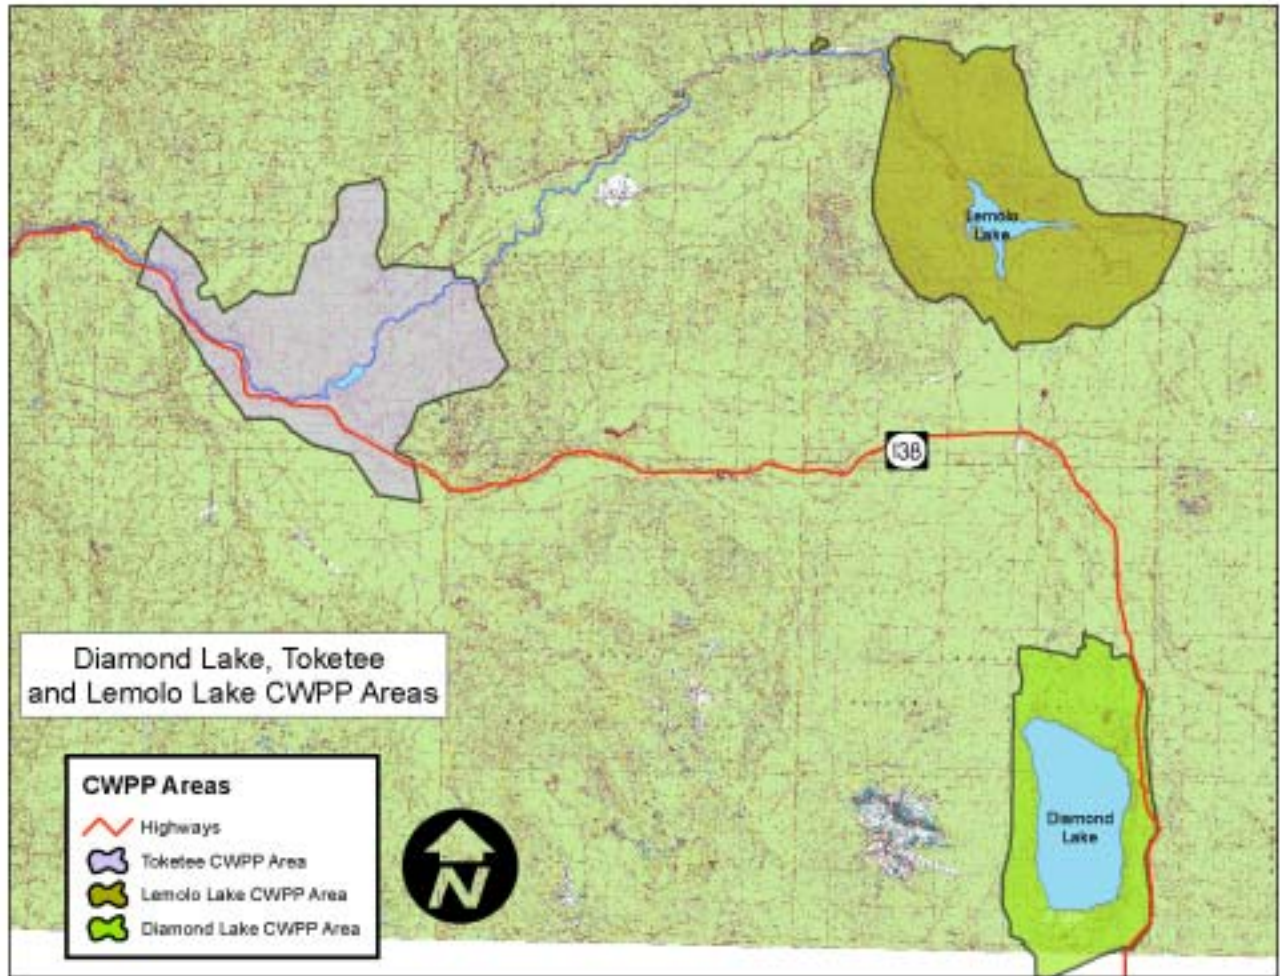 Lemolo
Lake
138
Diamond Lake, Toketee
and Lemolo Lake CWPP Areas
CWPP Areas
Highways
Toketee CWPP Area
Lemolo Lake CWPP Area
Diamond Lake CWPP Area
N
Diamond
Lake